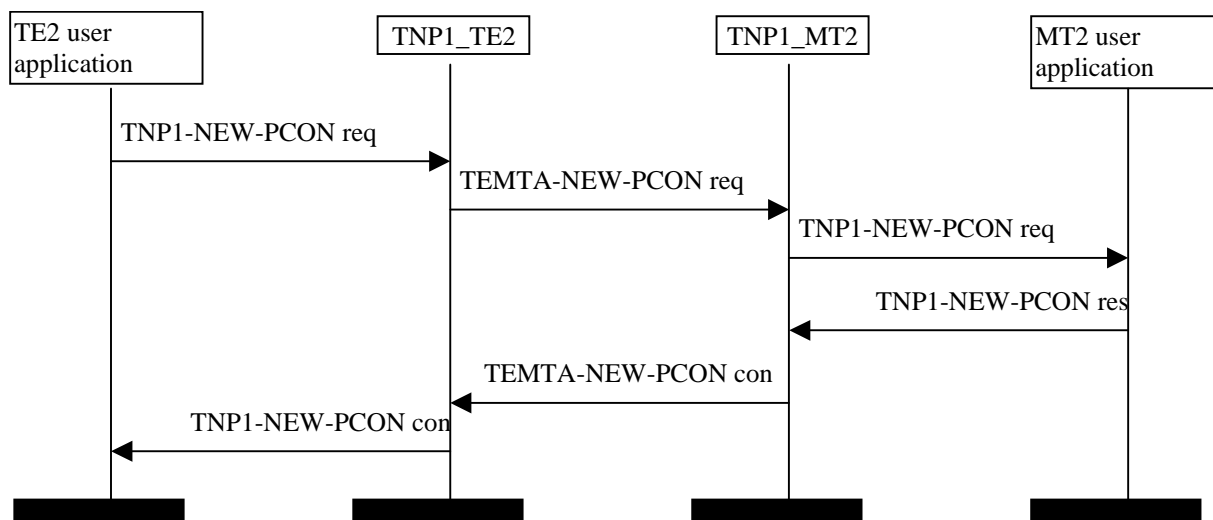 TE2 user
application
TNP1_TE2
TNP1_MT2
MT2 user
application
TNP1-NEW-PCON req
TEMTA-NEW-PCON req
TNP1-NEW-PCON req
TNP1-NEW-PCON res
TEMTA-NEW-PCON con
TNP1-NEW-PCON con